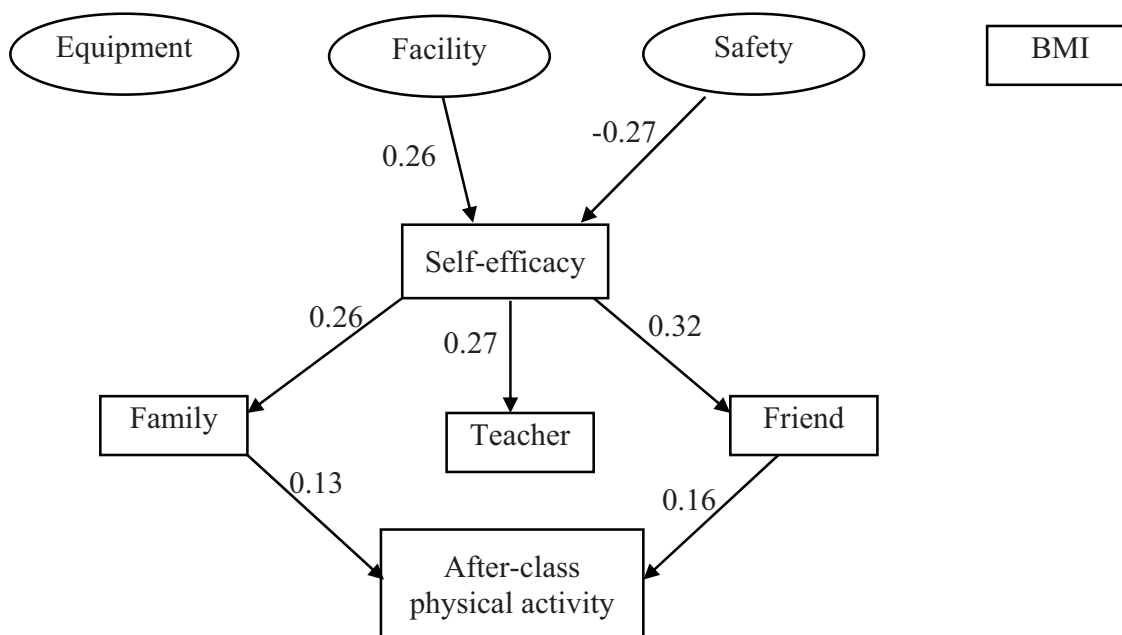 Equipment
Facility
Safety
BMI
0.26
-0.27
Self-efficacy
0.26
0.27
0.32
Family
Teacher
Friend
0.13
0.16
After-class
physical activity